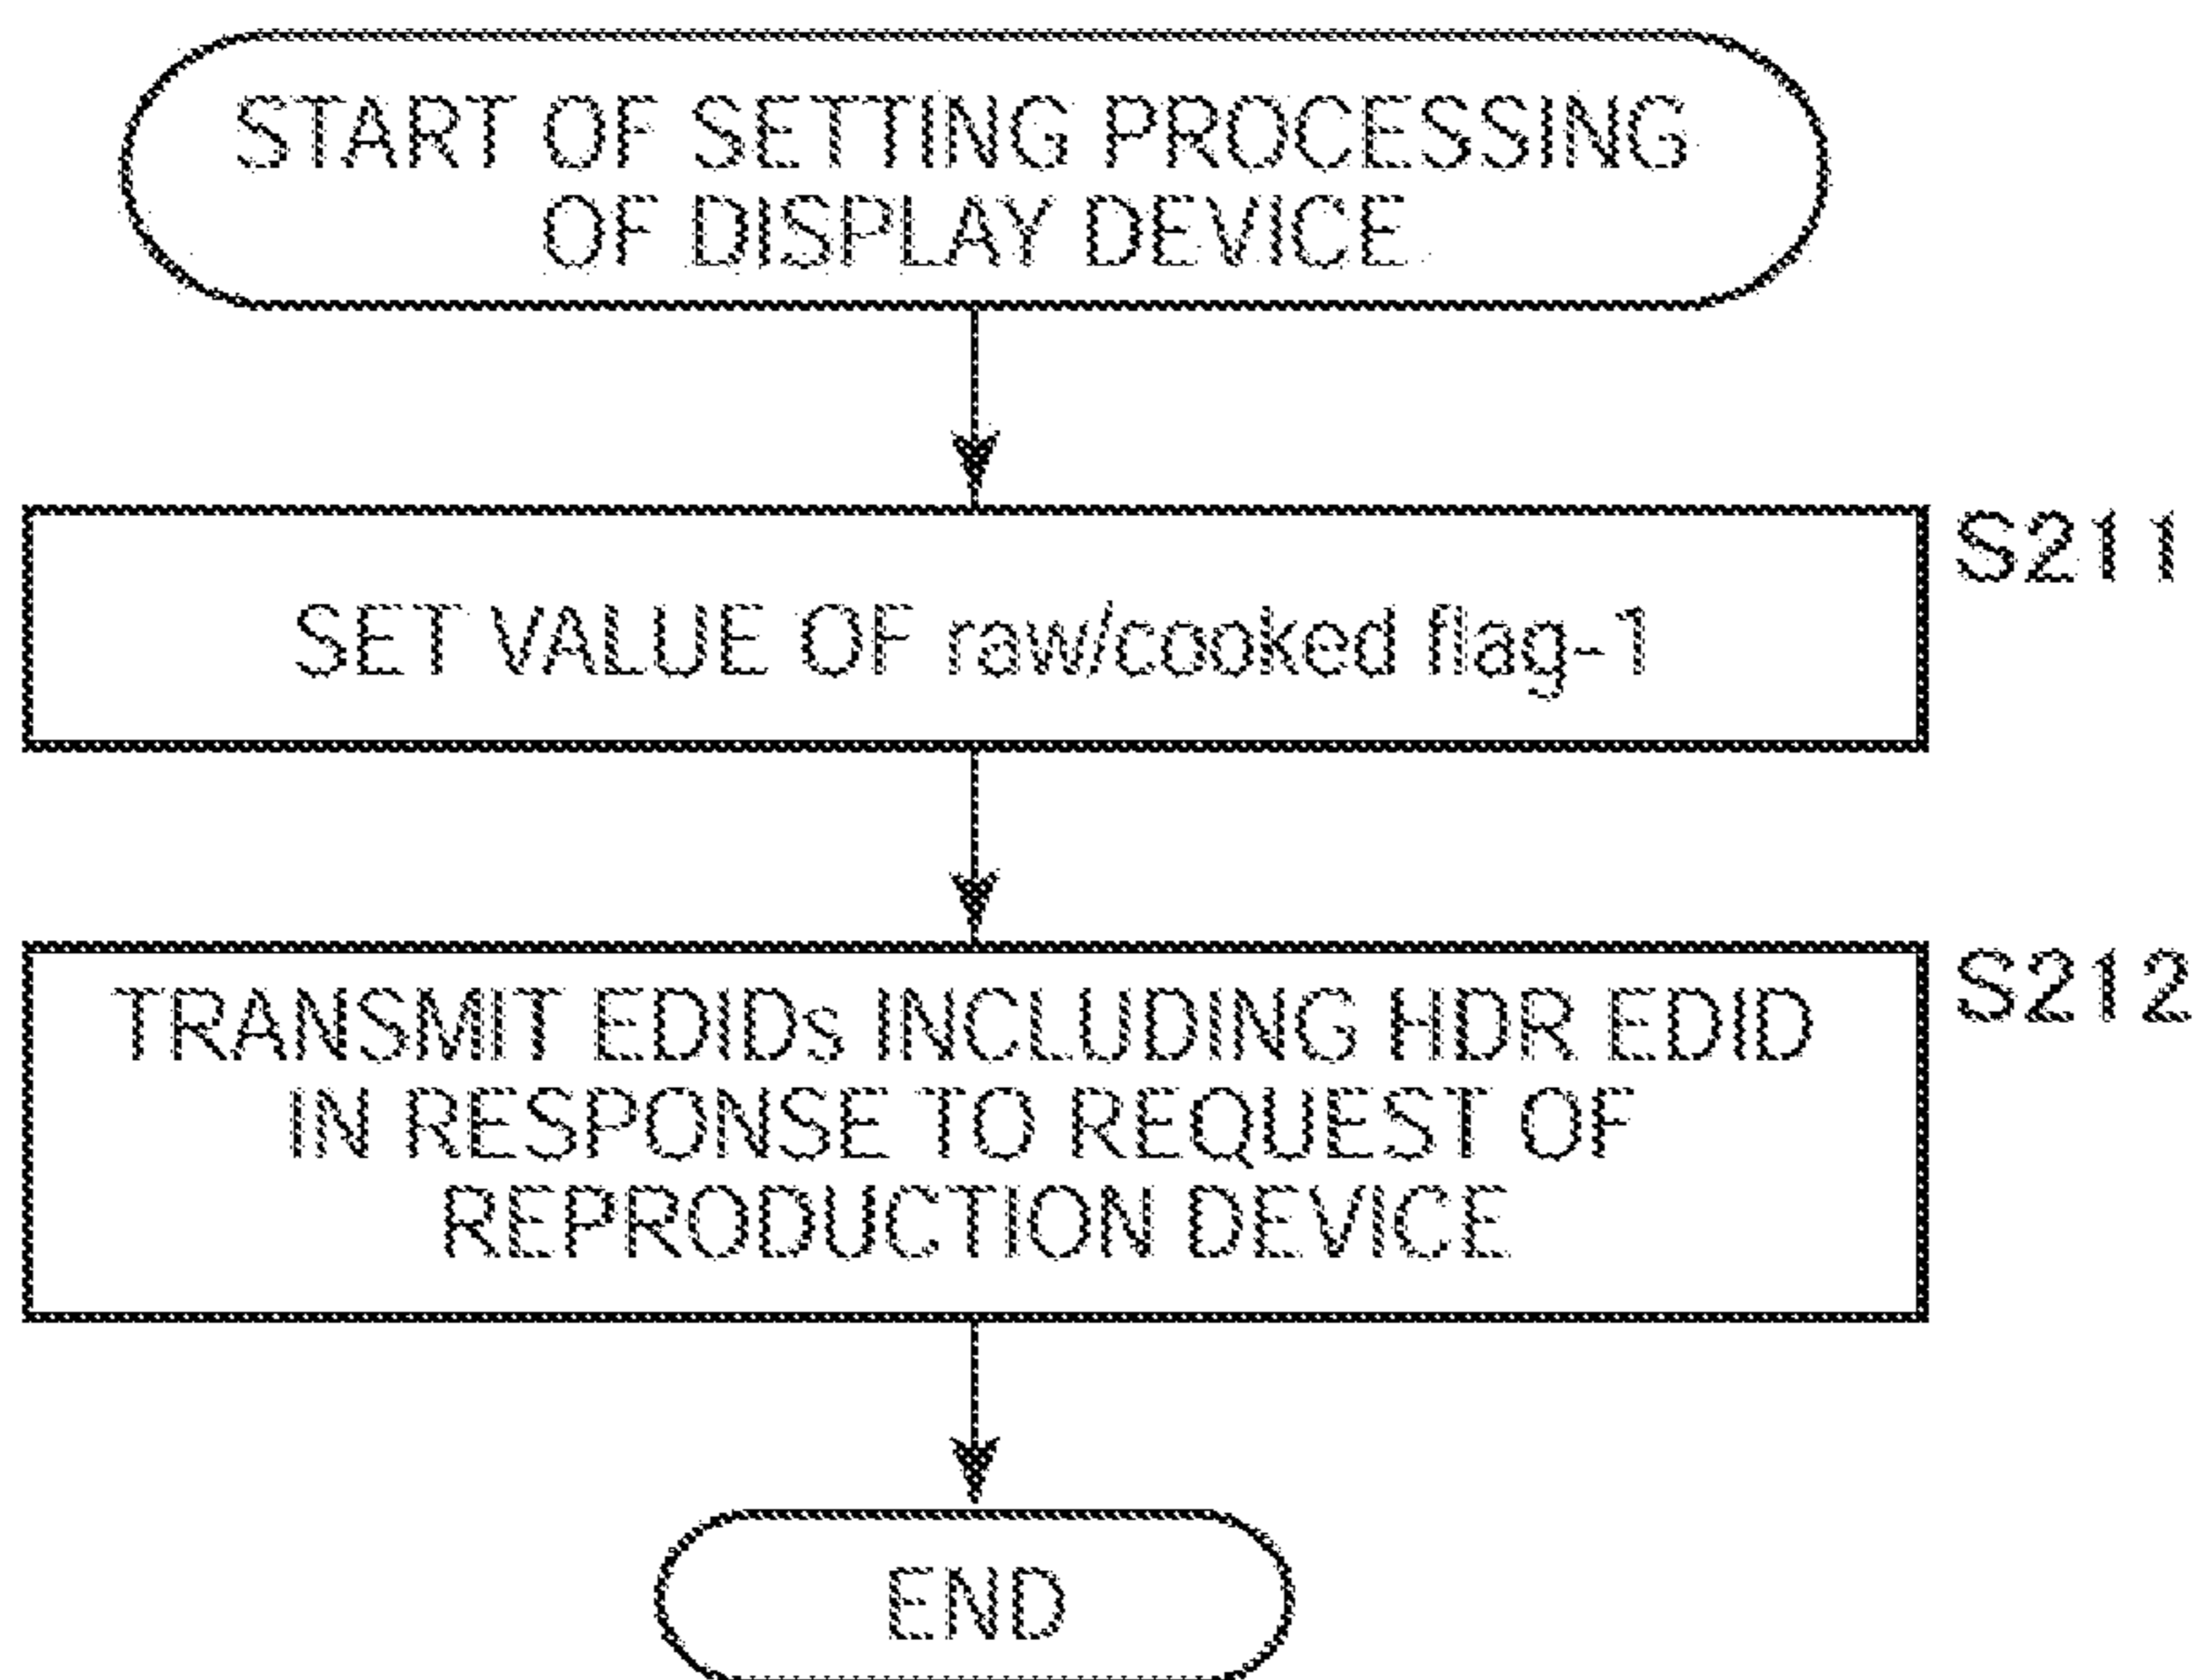 START OF SETTING PROCESSING
OF DISPLAY DEVICE
S211
SET VALUE OF raw/cooked flag-1
S212
TRANSMIT EDIDs INCLUDING HDR EDID
IN RESPONSE TO REQUEST OF
REPRODUCTION DEVICE
END